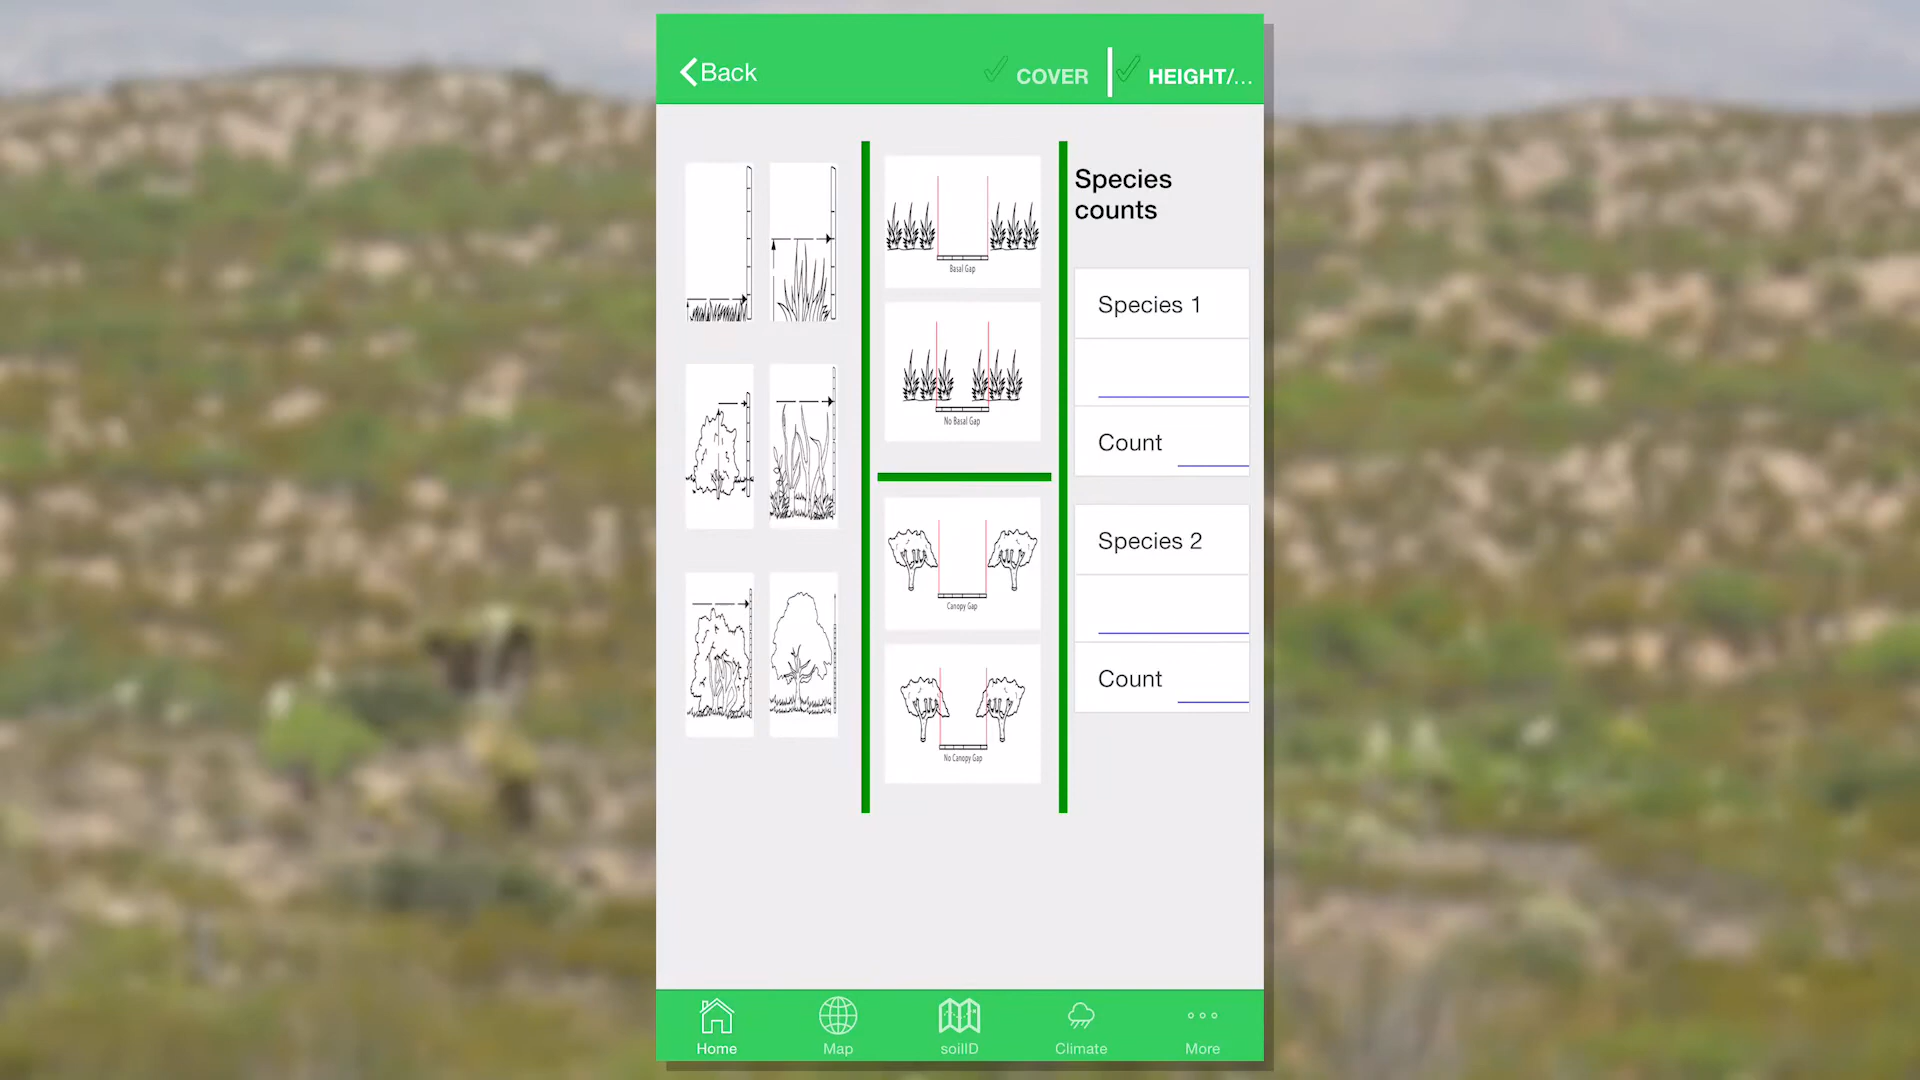 Back
COVER
HEIGHT/...
Basal Gap
No Basal Gap
Canopy Gap
No Canopy Gap
Species
counts
Species 1
Count
Species 2
Count
Home
Map
soilID
Climate
More